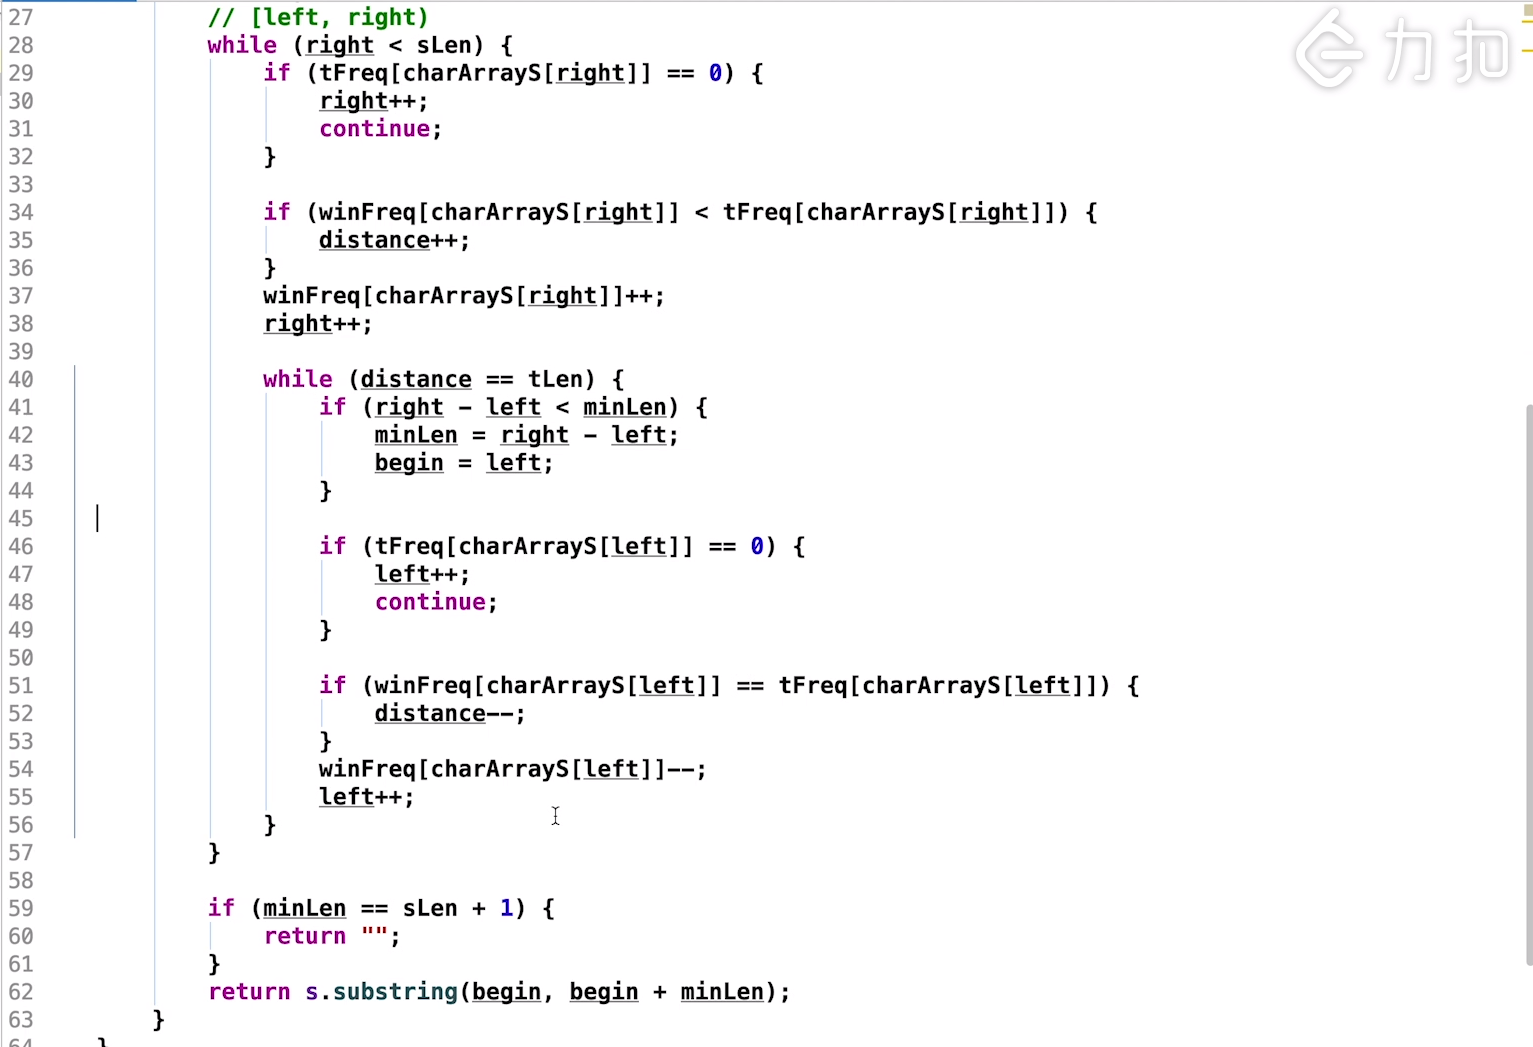 27 // [left, right)
28 while (right < sLen) {
29 if (tFreq[charArrayS[right]] == 0) {
30 right++;
31 continue;
32 }
33
34 if (winFreq[charArrayS[right]] < tFreq[charArrayS[right]]) {
35 distance++;
36 }
37 winFreq[charArrayS[right]]++;
38 right++;
39
40 while (distance == tLen) {
41 if (right - left < minLen) {
42 minLen = right - left;
43 begin = left;
44 }
45
46 if (tFreq[charArrayS[left]] == 0) {
47 left++;
48 continue;
49 }
50
51 if (winFreq[charArrayS[left]] == tFreq[charArrayS[left]]) {
52 distance--;
53 }
54 winFreq[charArrayS[left]]--;
55 left++;
56 }
57 }
58
59 if (minLen == sLen + 1) {
60 return "";
61 }
62 return s.substring(begin, begin + minLen);
63 }
64 }
力扣